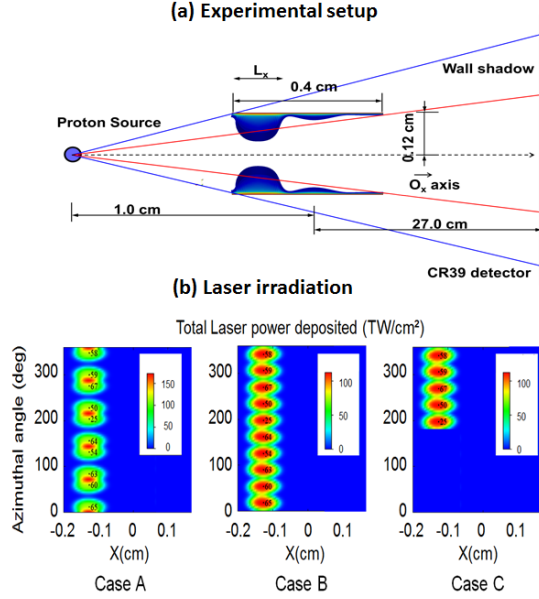 (a) Experimental setup
Lx
0.4 cm
Wall shadow
Proton Source
0.12 cm
Ox axis
1.0 cm
27.0 cm
CR39 detector
(b) Laser irradiation
Total Laser power deposited (TW/cm²)
Azimuthal angle (deg)
300
200
100
0
150
100
50
0
300
200
100
0
100
50
0
300
200
100
0
100
50
0
-0.2 -0.1 0 0.1
-0.2 -0.1 0 0.1
-0.2 -0.1 0 0.1
X(cm)
X(cm)
X(cm)
Case A
Case B
Case C